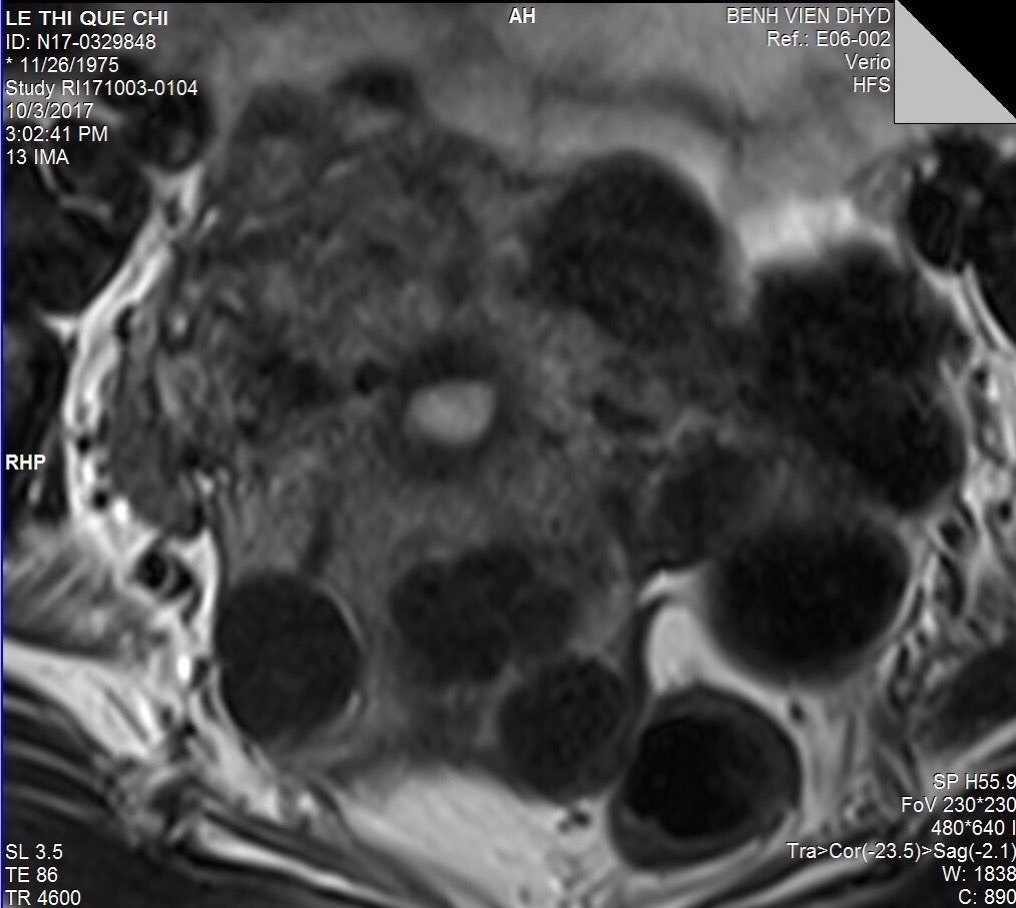 LE THI QUE CHI
ID: N17-0329848
* 11/26/1975
Study RI171003-0104
10/3/2017
3:02:41 PM
13 IMA
AH
BENH VIEN DHYD
Ref.: E06-002
Verio
HFS
RHP
SL 3.5
TE 86
TR 4600
SP H55.9
FoV 230*230
480*640 I
Tra>Cor(-23.5)>Sag(-2.1)
W: 1838
C: 890